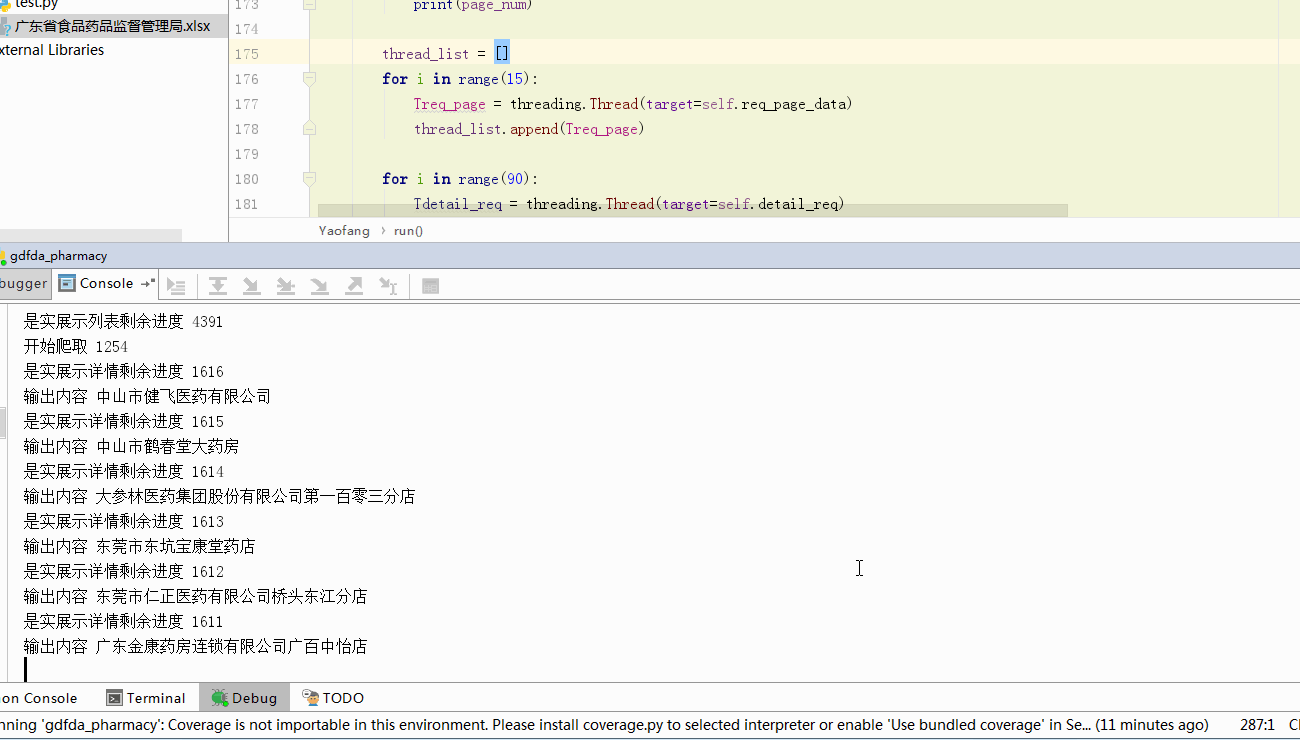 test.py
广东省食品药品监督管理局.xlsx
xternal Libraries
173 print(page_num)
174
175 thread_list = []
176 for i in range(15):
177 Treq_page = threading.Thread(target=self.req_page_data)
178 thread_list.append(Treq_page)
179
180 for i in range(90):
181 Tdetail_req = threading.Thread(target=self.detail_req)
Yaofang › run()
gdfda_pharmacy
bugger Console
是实展示列表剩余进度 4391
开始爬取 1254
是实展示详情剩余进度 1616
输出内容 中山市健飞医药有限公司
是实展示详情剩余进度 1615
输出内容 中山市鹤春堂大药房
是实展示详情剩余进度 1614
输出内容 大参林医药集团股份有限公司第一百零三分店
是实展示详情剩余进度 1613
输出内容 东莞市东坑宝康堂药店
是实展示详情剩余进度 1612
输出内容 东莞市仁正医药有限公司桥头东江分店
是实展示详情剩余进度 1611
输出内容 广东金康药房连锁有限公司广百中怡店
on Console Terminal Debug TODO
nning 'gdfda_pharmacy': Coverage is not importable in this environment. Please install coverage.py to selected interpreter or enable 'Use bundled coverage' in Se... (11 minutes ago) 287:1